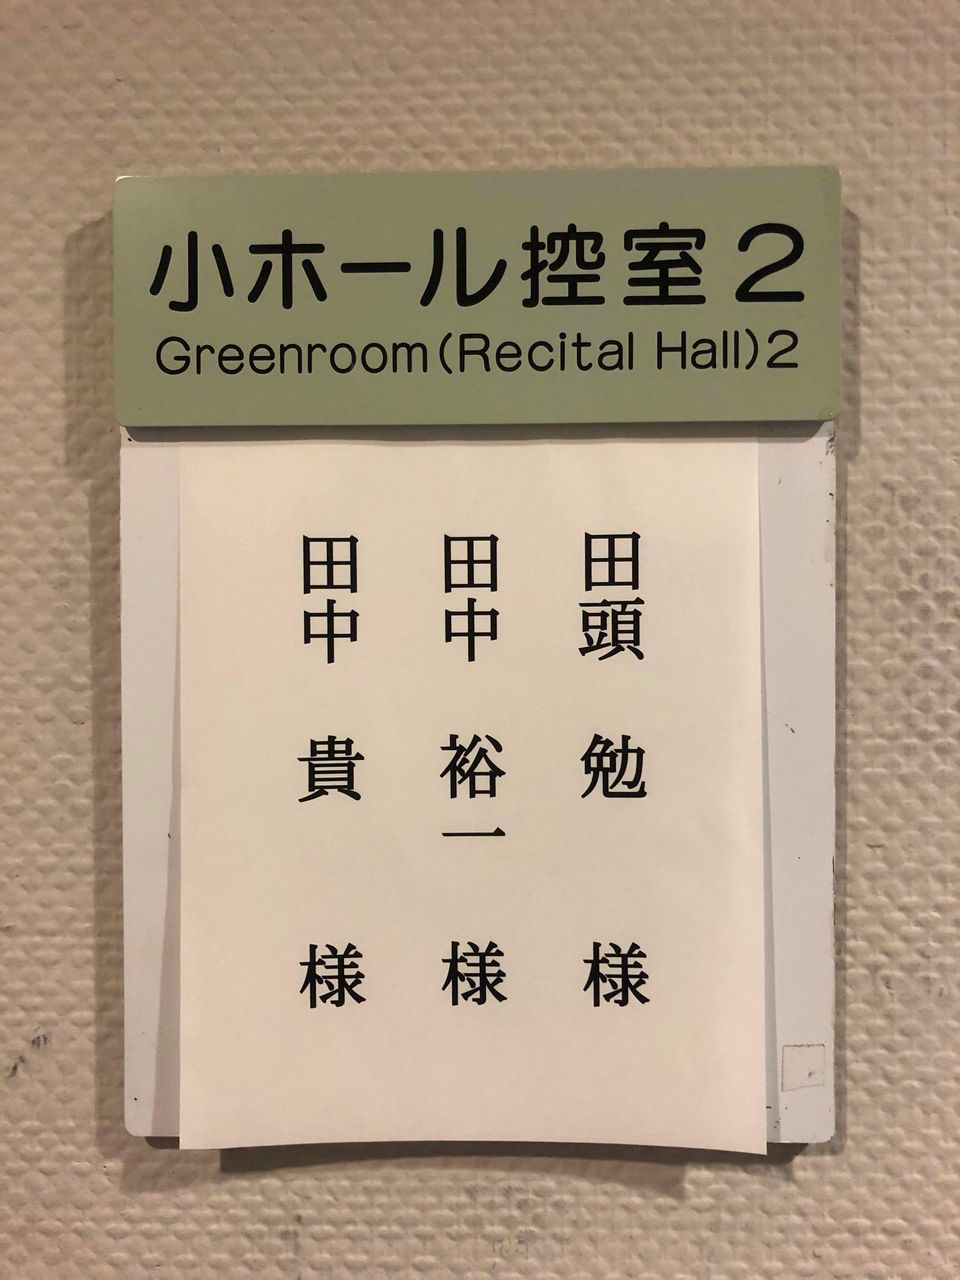 小ホール控室2
Greenroom(Recital Hall)2
田頭 勉 様
田中 裕一 様
田中 貴 様